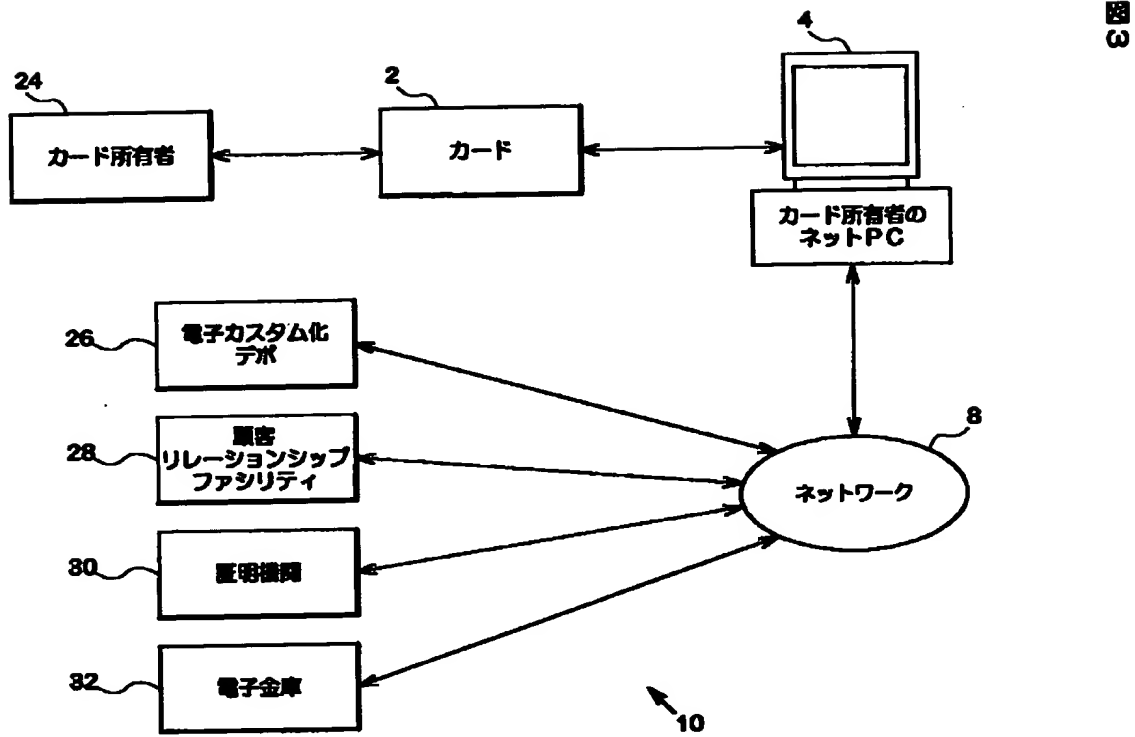 図3
4
24
2
カード所有者
カード
カード所有者の
ネットPC
26
電子カスタム化
デポ
28
顧客
リレーションシップ
ファシリティ
8
ネットワーク
30
証明機関
32
電子金庫
10